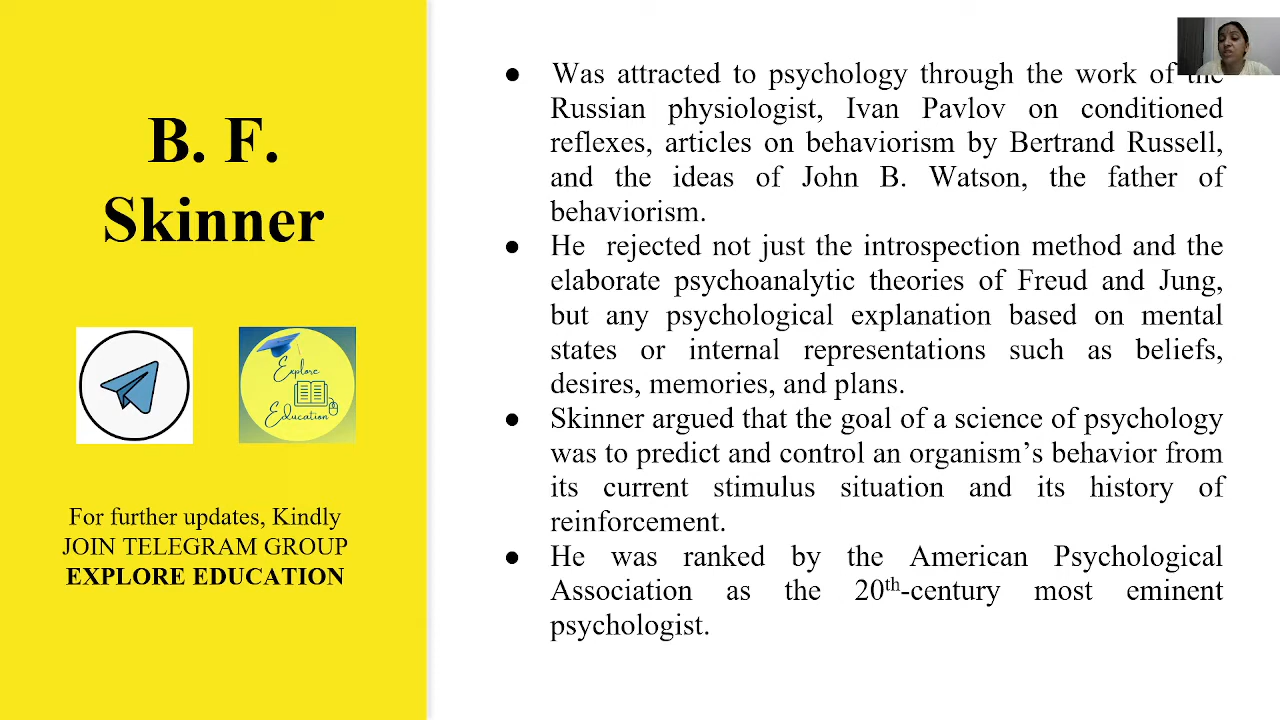 B. F.
Skinner
Explore
Education
For further updates, Kindly
JOIN TELEGRAM GROUP
EXPLORE EDUCATION
● Was attracted to psychology through the work of the
Russian physiologist, Ivan Pavlov on conditioned
reflexes, articles on behaviorism by Bertrand Russell,
and the ideas of John B. Watson, the father of
behaviorism.
● He rejected not just the introspection method and the
elaborate psychoanalytic theories of Freud and Jung,
but any psychological explanation based on mental
states or internal representations such as beliefs,
desires, memories, and plans.
● Skinner argued that the goal of a science of psychology
was to predict and control an organism’s behavior from
its current stimulus situation and its history of
reinforcement.
● He was ranked by the American Psychological
Association as the 20th-century most eminent
psychologist.